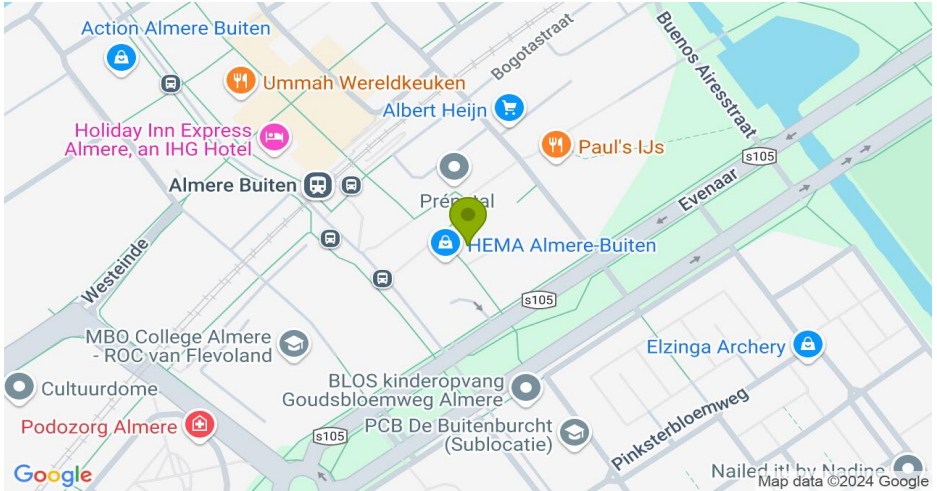 Action Almere Buiten
Ummah Wereldkeuken
Bogotastraat
Buenos Airesstraat
Albert Heijn
Holiday Inn Express
Almere, an IHG Hotel
Paul's IJs
s105
Almere Buiten
Evenaar
HEMA Almere-Buiten
Westeinde
s105
MBO College Almere
- ROC van Flevoland
Elzinga Archery
Cultuurdome
BLOS kinderopvang
Goudsbloemweg Almere
Podozorg Almere
PCB De Buitenburcht
(Sublocatie)
s105
Pinksterbloemweg
Nailed it! by Nadine
Google
Map data ©2024 Google